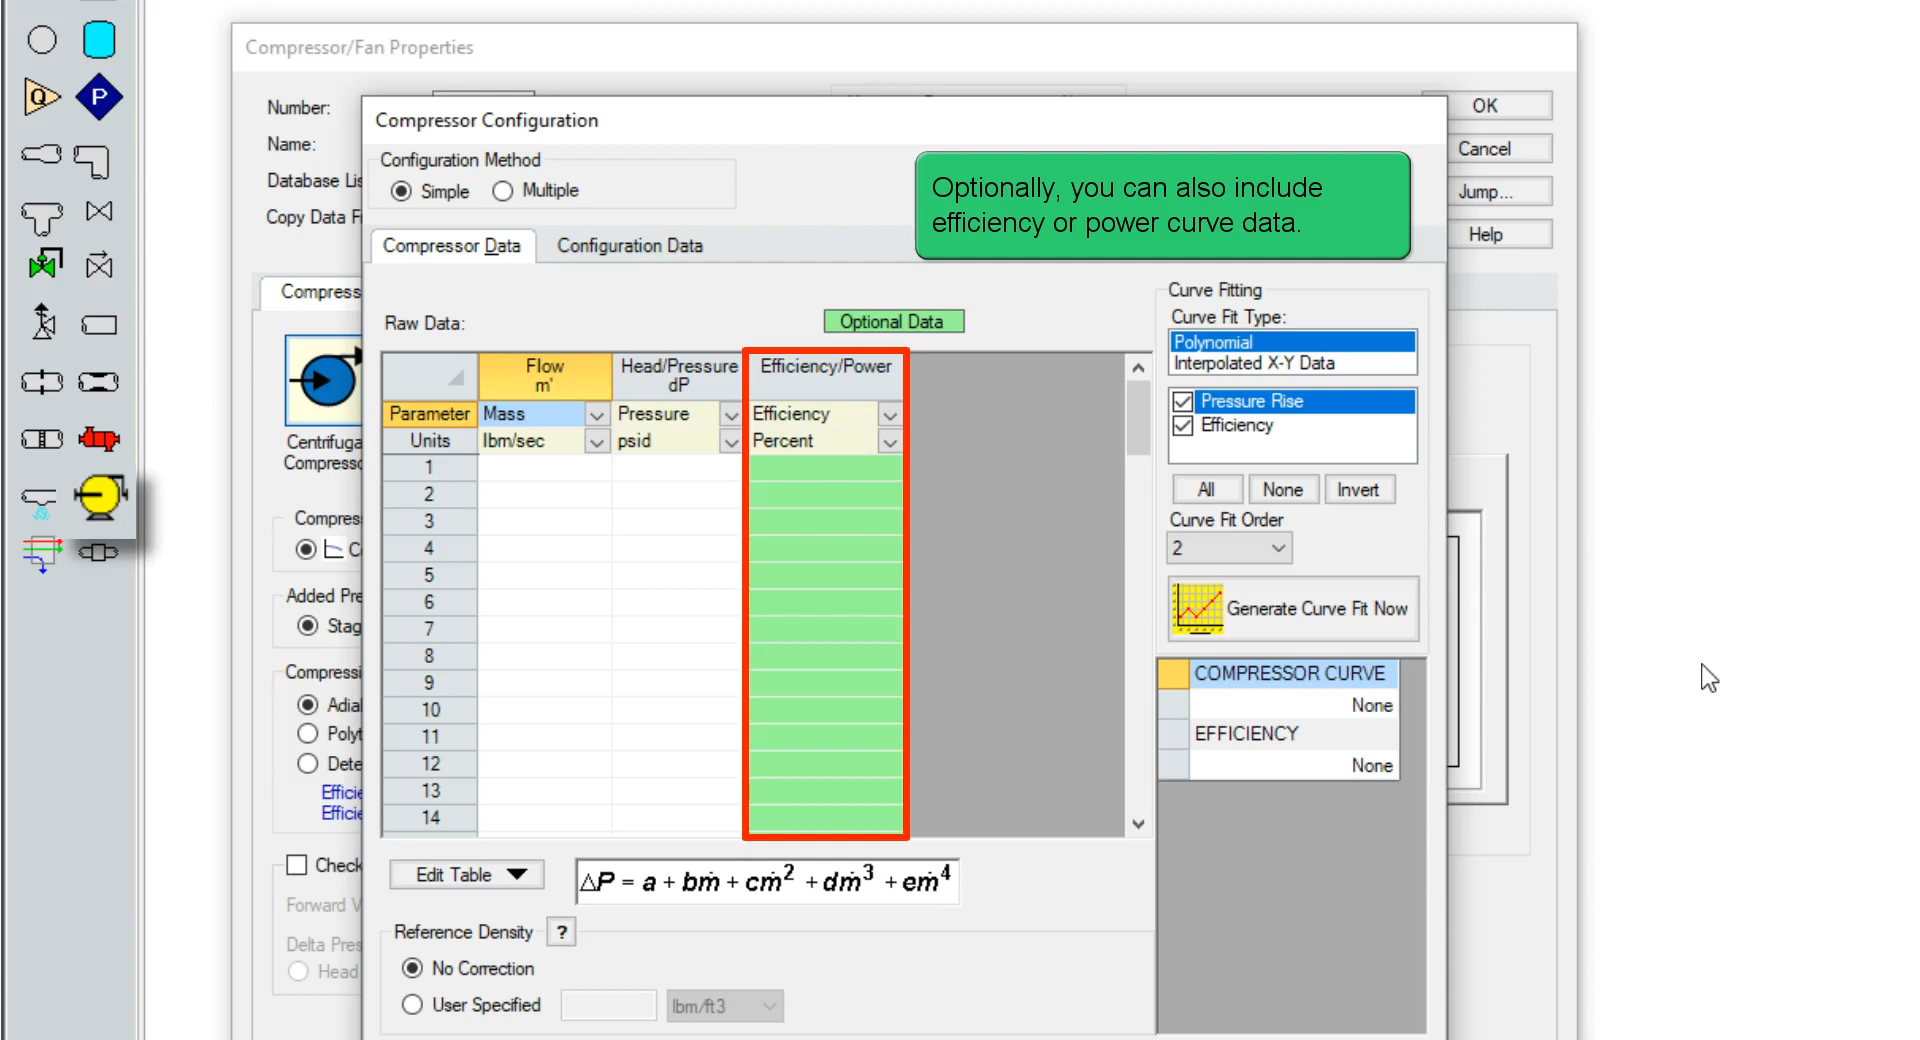 Compressor/Fan Properties
Number:
OK
Compressor Configuration
Name:
Configuration Method
Optionally, you can also include
efficiency or power curve data.
Cancel
Database Lis
Simple
Multiple
Jump...
Copy Data F
Help
Compressor Data
Configuration Data
Compress
Curve Fitting
Raw Data:
Optional Data
Curve Fit Type:
Polynomial
Interpolated X-Y Data
Flow
m'
Head/Pressure
dP
Efficiency/Power
Parameter
Mass
Pressure
Efficiency
Units
lbm/sec
psid
Percent
1
2
3
4
5
6
7
8
9
10
11
12
13
14
Pressure Rise
Efficiency
All
None
Invert
Curve Fit Order
2
Generate Curve Fit Now
COMPRESSOR CURVE
None
EFFICIENCY
None
Q
P
Centrifuga
Compresso
Compres
C
Added Pre
Stag
Compressi
Adial
Polyt
Dete
Efficie
Efficie
Check
Forward V
Delta Pres
Head
Edit Table
ΔP = a + bṁ + cṁ² + dṁ³ + eṁ⁴
Reference Density
?
No Correction
User Specified
lbm/ft3